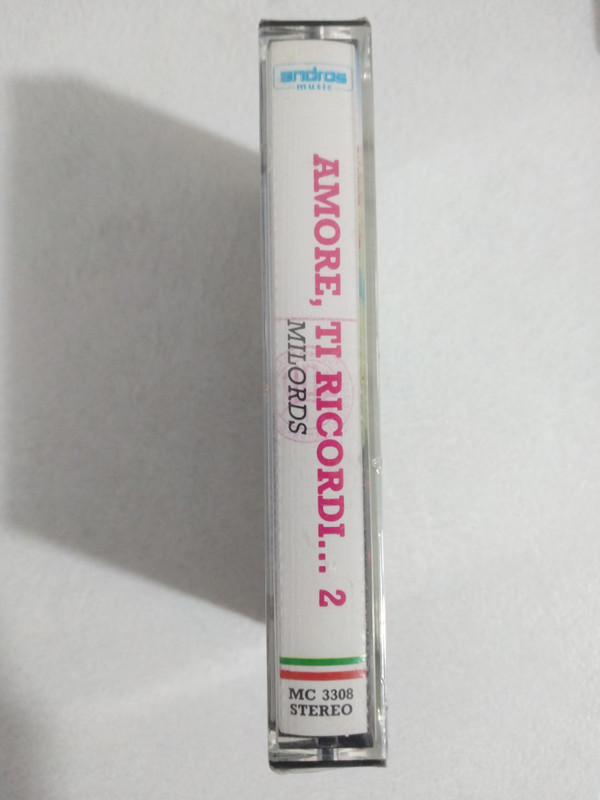 andros
music
AMORE, TI RICORDI... 2
MILORDS
MC 3308
STEREO